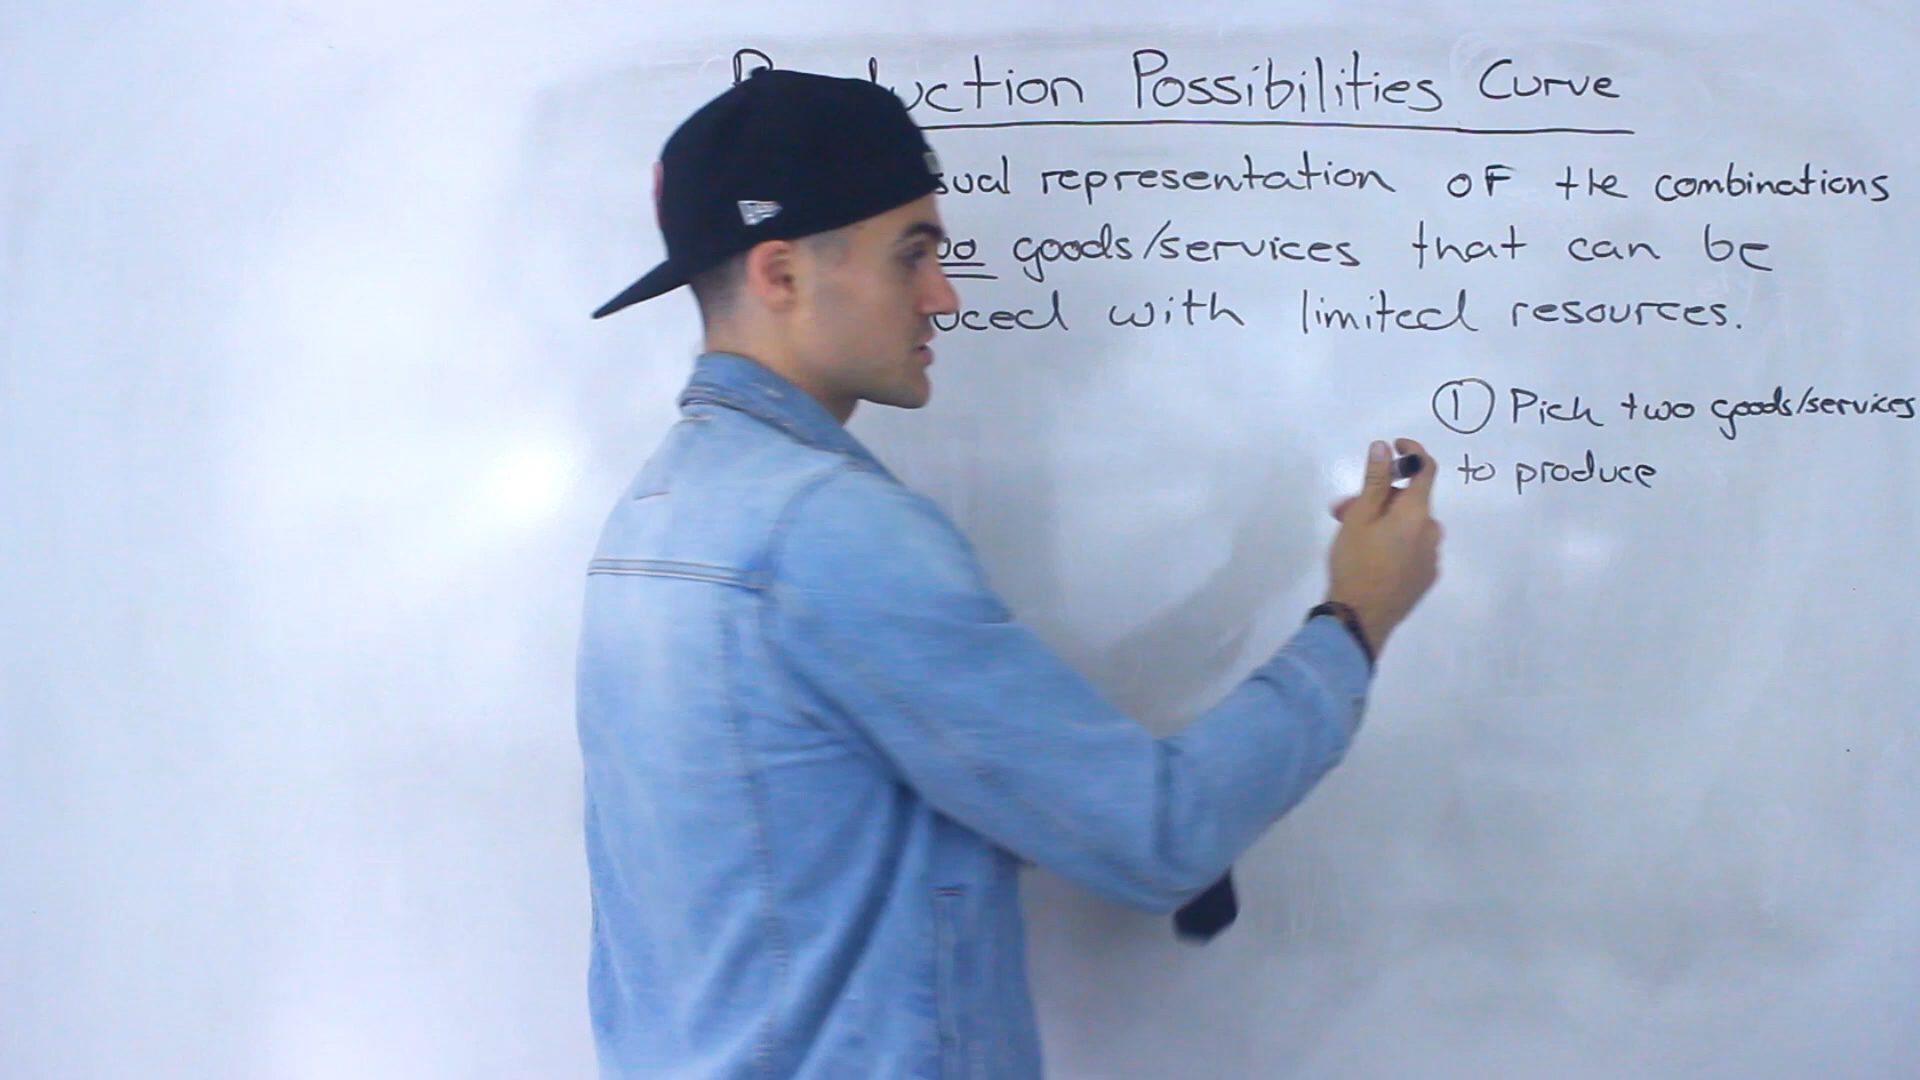 Production Possibilities Curve
sual representation of the combinations
goods/services that can be
uced with limited resources.
① Pick two goods/services
to produce